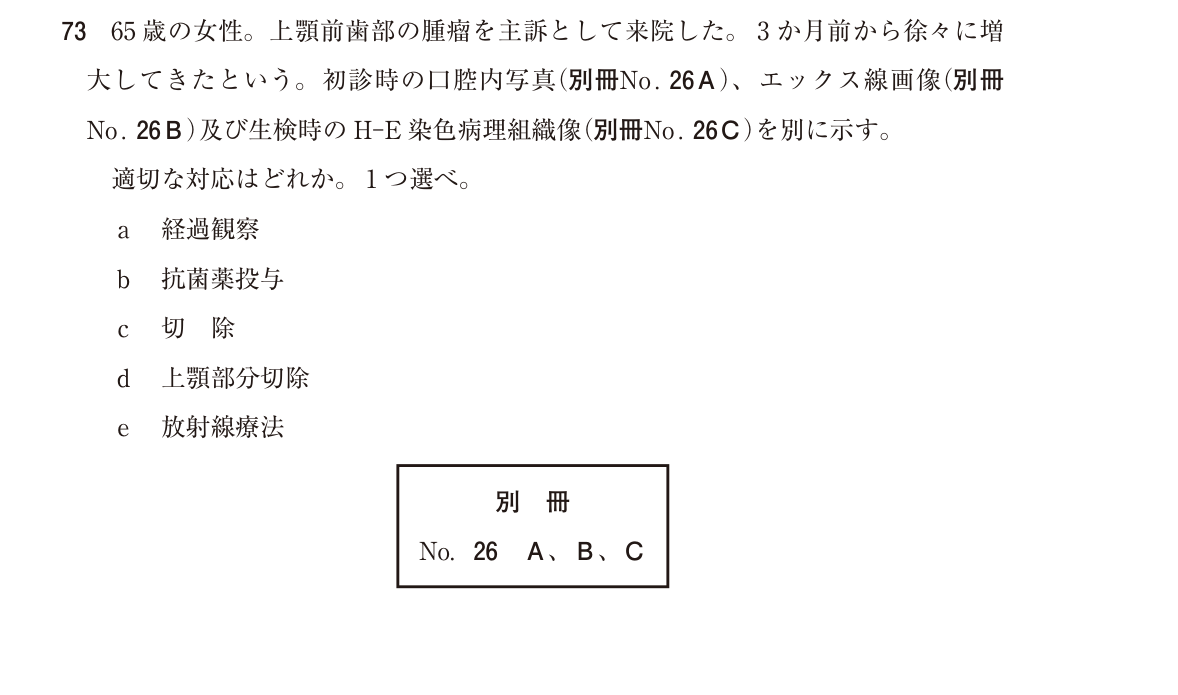 73 65歳の女性。上顎前歯部の腫瘤を主訴として来院した。3か月前から徐々に増
大してきたという。初診時の口腔内写真(別冊No. 26A)、エックス線画像(別冊
No. 26B)及び生検時のH-E染色病理組織像(別冊No. 26C)を別に示す。
適切な対応はどれか。1つ選べ。
a 経過観察
b 抗菌薬投与
c 切 除
d 上顎部分切除
e 放射線療法
別 冊
No. 26 A、B、C